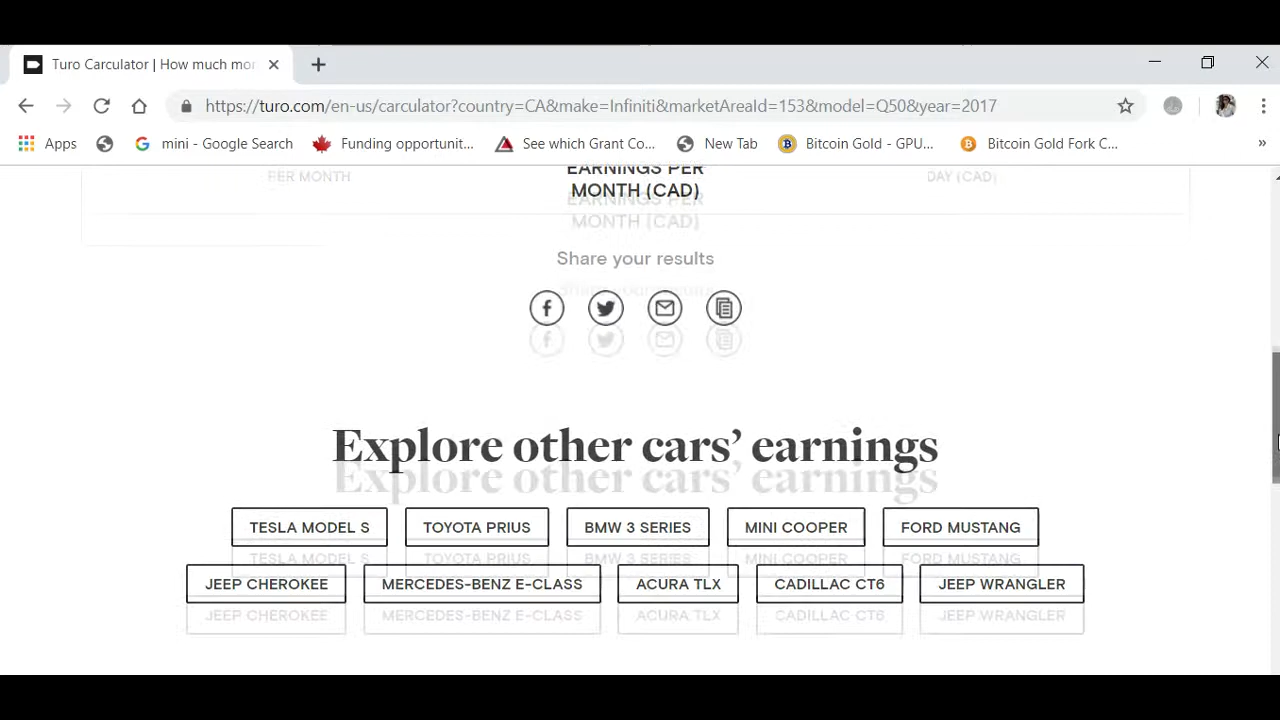 Turo Carculator | How much mor
https://turo.com/en-us/carculator?country=CA&make=Infiniti&marketAreaId=153&model=Q50&year=2017
Apps
mini - Google Search
Funding opportunit...
See which Grant Co...
New Tab
Bitcoin Gold - GPU...
Bitcoin Gold Fork C...
»
PER MONTH
EARNINGS PER
MONTH (CAD)
DAY (CAD)
Share your results
Explore other cars’ earnings
TESLA MODEL S
TOYOTA PRIUS
BMW 3 SERIES
MINI COOPER
FORD MUSTANG
JEEP CHEROKEE
MERCEDES-BENZ E-CLASS
ACURA TLX
CADILLAC CT6
JEEP WRANGLER